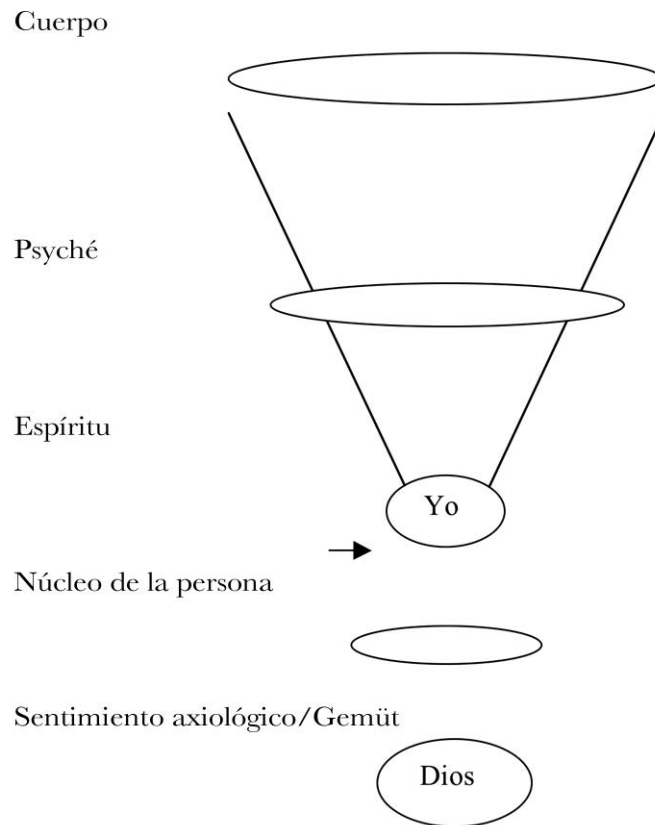 Cuerpo
Psyché
Espíritu
Yo
Núcleo de la persona
Sentimiento axiológico/Gemüt
Dios